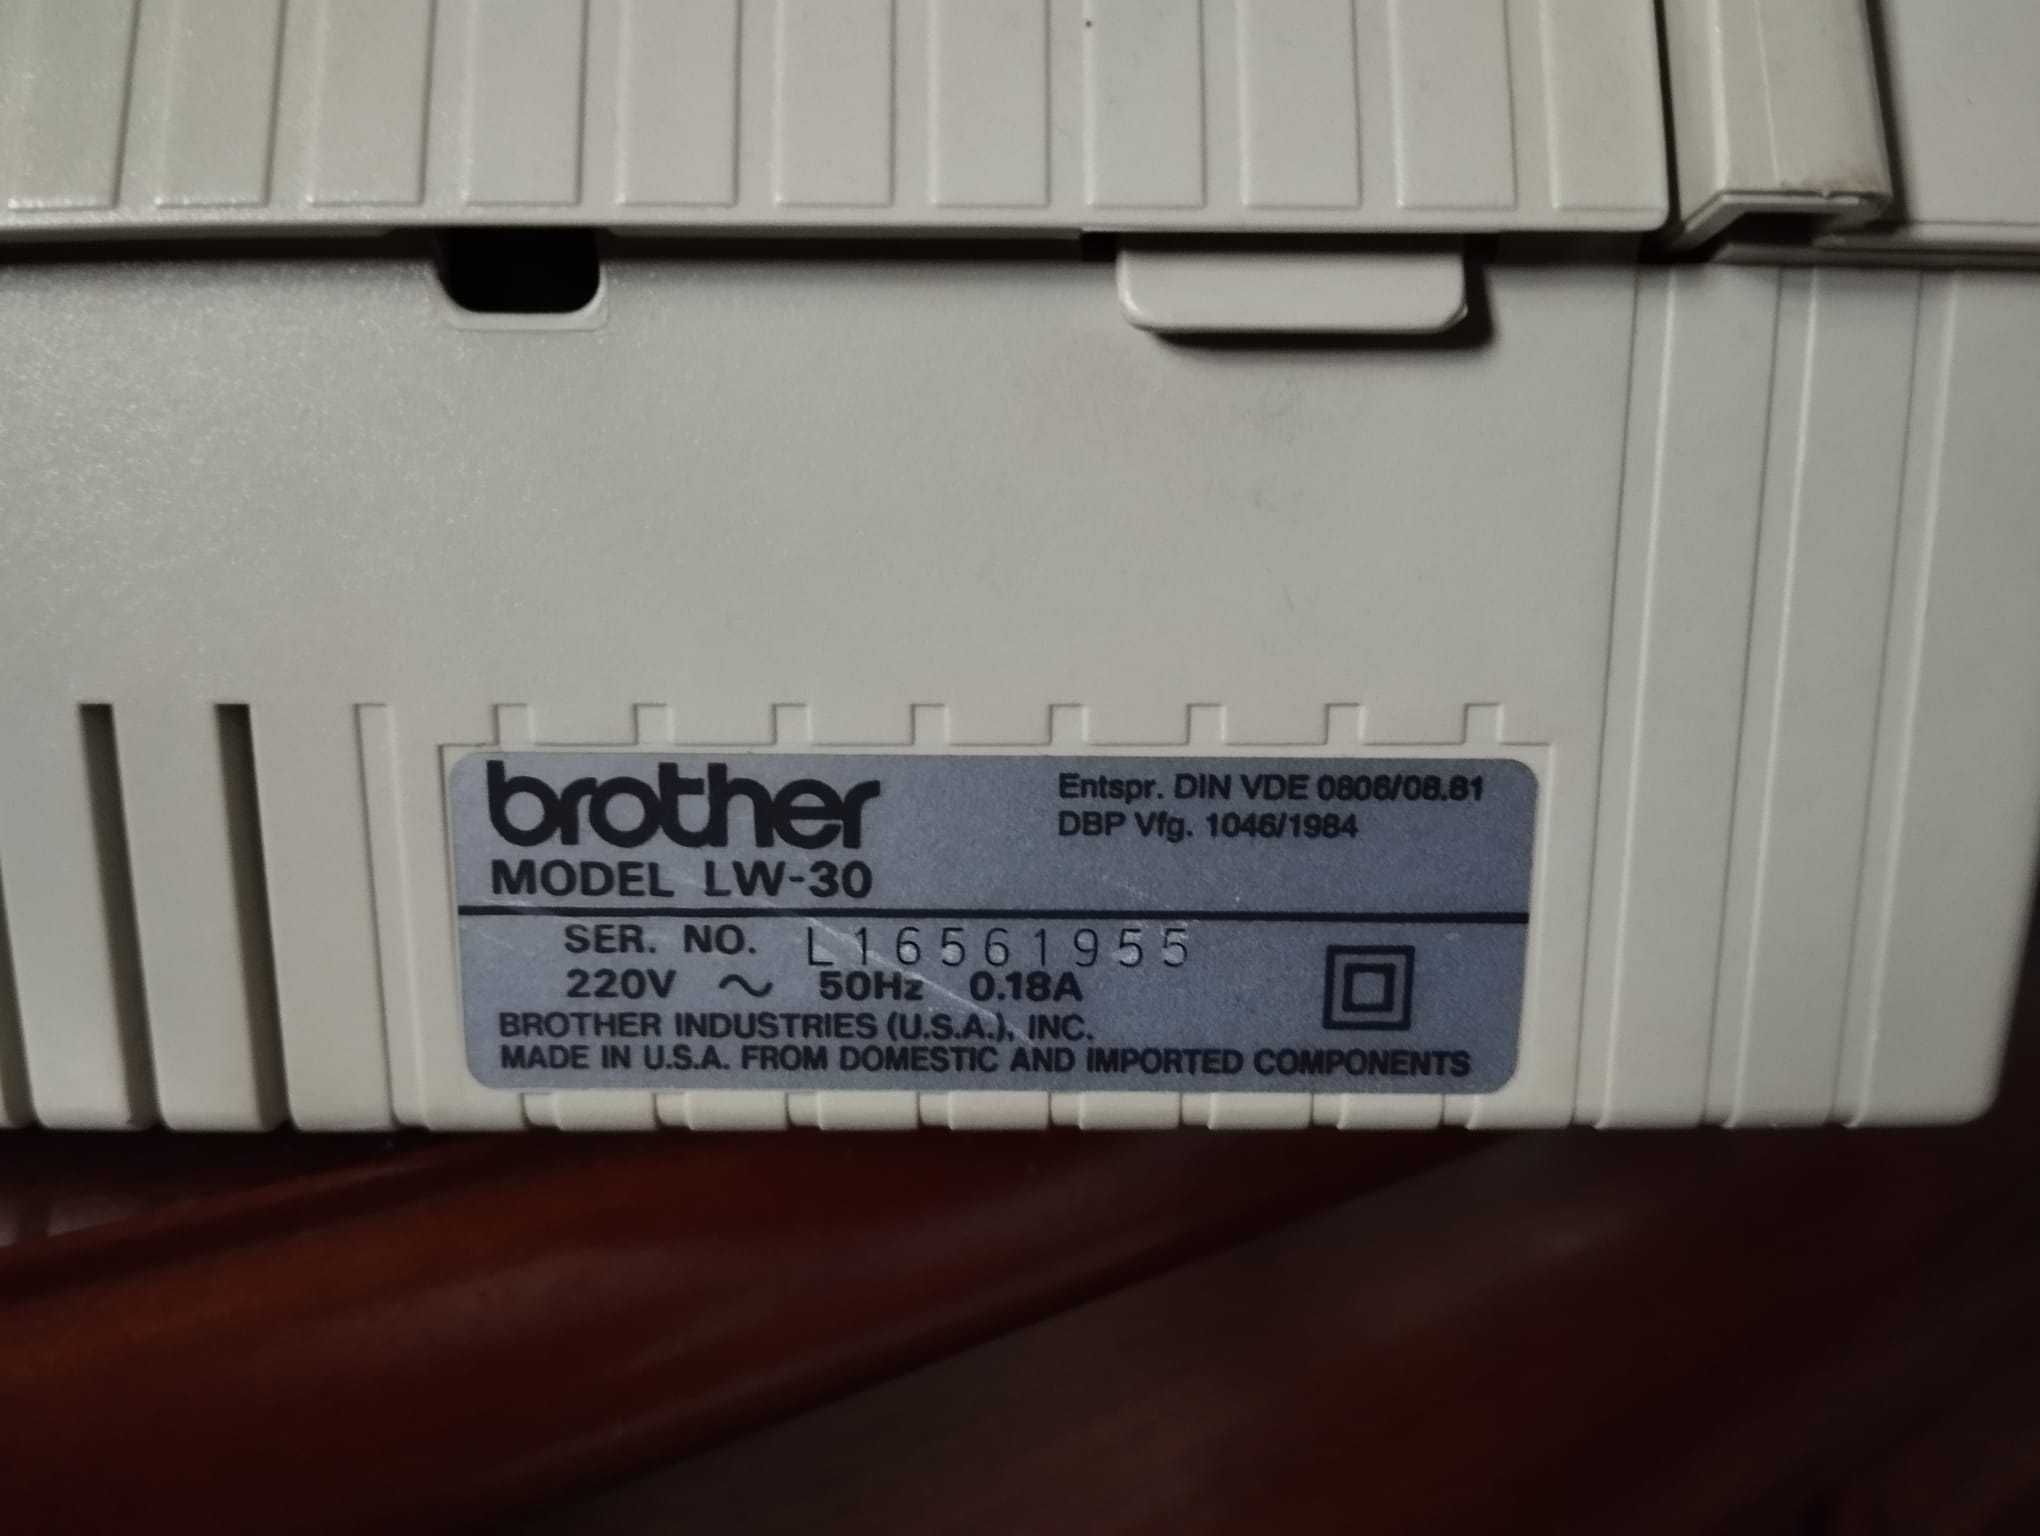 brother
MODEL LW-30
Entspr. DIN VDE 0806/08.81
DBP Vfg. 1046/1984
SER. NO. L16561955
220V ~ 50Hz 0.18A
BROTHER INDUSTRIES (U.S.A.), INC.
MADE IN U.S.A. FROM DOMESTIC AND IMPORTED COMPONENTS